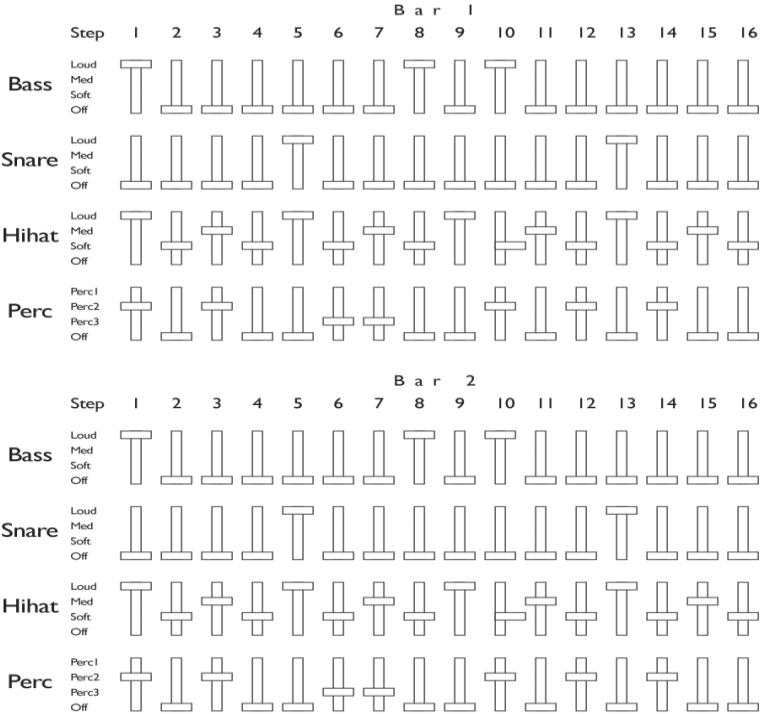 Bar 1
Step 1 2 3 4 5 6 7 8 9 10 11 12 13 14 15 16
Bass
Loud
Med
Soft
Off
Snare
Loud
Med
Soft
Off
Hihat
Loud
Med
Soft
Off
Perc
Perc1
Perc2
Perc3
Off
Bar 2
Step 1 2 3 4 5 6 7 8 9 10 11 12 13 14 15 16
Bass
Loud
Med
Soft
Off
Snare
Loud
Med
Soft
Off
Hihat
Loud
Med
Soft
Off
Perc
Perc1
Perc2
Perc3
Off